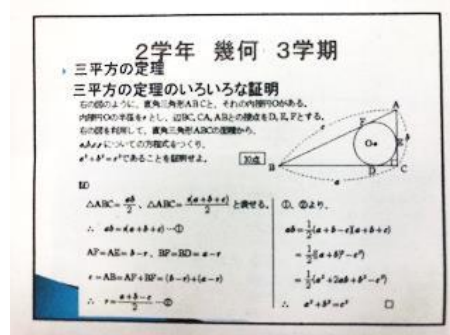 2学年 幾何 3学期
三平方の定理
三平方の定理のいろいろな証明
右の図のように、直角三角形ABCと、それの内接円Oがある。
内接円Oの半径をrとし、辺BC, CA, ABとの接点をD, E, Fとする。
右の図を利用して、直角三角形ABCの面積から、
a,b,c,rについての方程式をつくり、
a²+b²=c²であることを証明せよ。
10点
A
F
c
b
O
E
B
D
C
a
△ABC=ab/2、△ABC=r(a+b+c)/2 と表せる。
∴ ab=r(a+b+c)…①
AF=AE=b-r、BF=BD=a-r
c=AB=AF+BF=(b-r)+(a-r)
∴ r=(a+b-c)/2 …②
①、②より、
ab=1/2(a+b-c)(a+b+c)
=1/2{(a+b)²-c²}
=1/2(a²+2ab+b²-c²)
∴ a²+b²=c² □